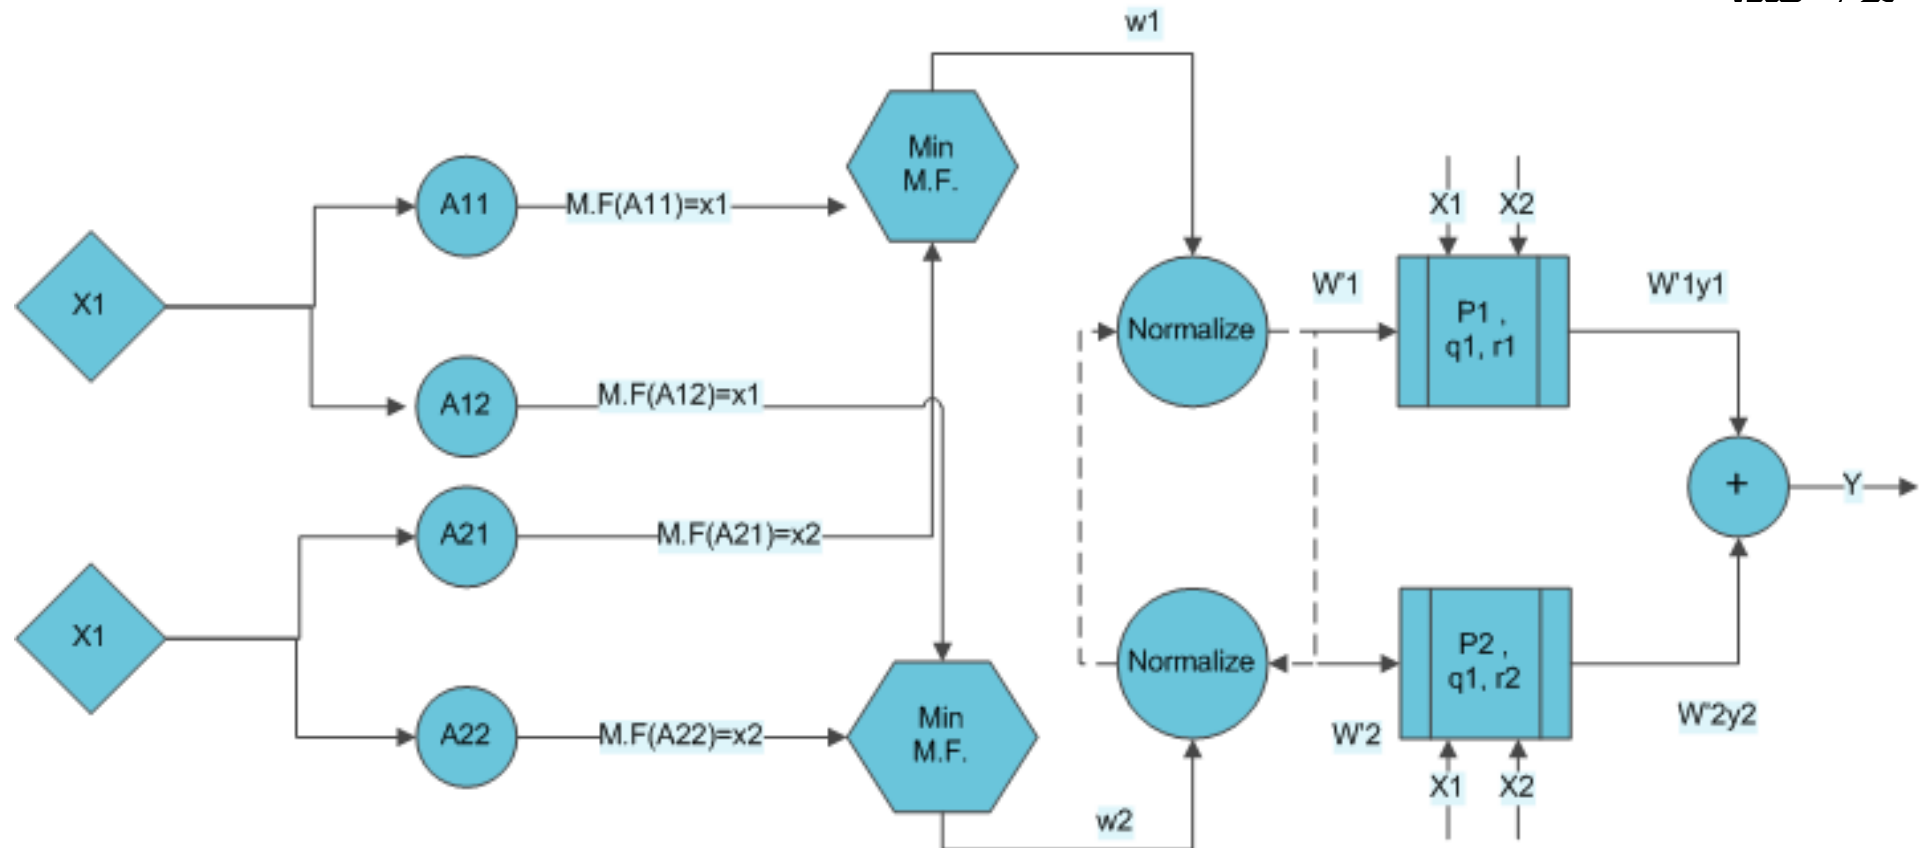 w1
Min
M.F.
A11
M.F(A11)=x1
X1
X2
X1
W'1
W'1y1
Normalize
P1 ,
q1, r1
A12
M.F(A12)=x1
+
Y
A21
M.F(A21)=x2
X1
Normalize
P2 ,
q1, r2
A22
M.F(A22)=x2
Min
M.F.
W'2
W'2y2
X1
X2
w2